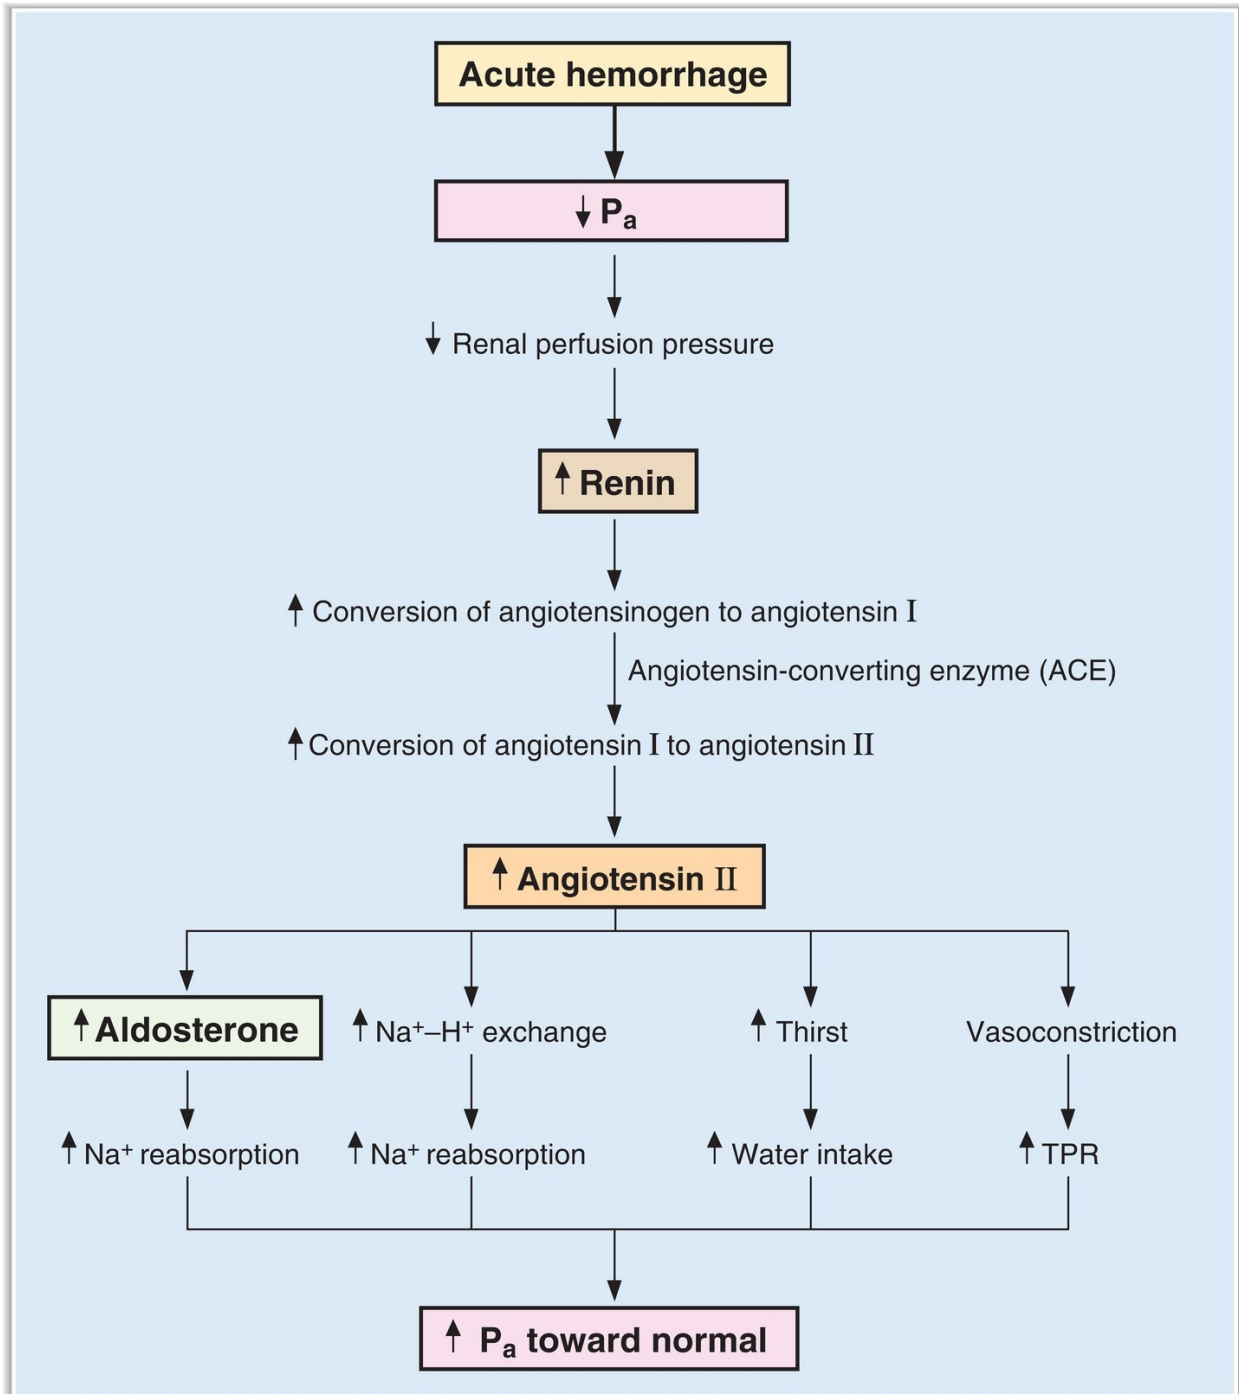 Acute hemorrhage
↓ Pa
↓ Renal perfusion pressure
↑ Renin
↑ Conversion of angiotensinogen to angiotensin I
Angiotensin-converting enzyme (ACE)
↑ Conversion of angiotensin I to angiotensin II
↑ Angiotensin II
↑ Aldosterone
↑ Na⁺–H⁺ exchange
↑ Thirst
Vasoconstriction
↑ Na⁺ reabsorption
↑ Na⁺ reabsorption
↑ Water intake
↑ TPR
↑ Pa toward normal